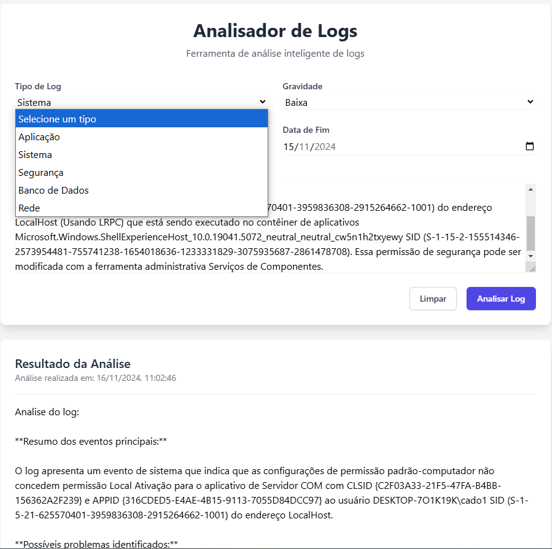 Analisador de Logs
Ferramenta de análise inteligente de logs
Tipo de Log
Gravidade
Sistema
Baixa
Selecione um tipo
Aplicação
Sistema
Segurança
Banco de Dados
Rede
Data de Fim
15/11/2024
70401-3959836308-2915264662-1001) do endereço
LocalHost (Usando LRPC) que está sendo executado no contêiner de aplicativos
Microsoft.Windows.ShellExperienceHost_10.0.19041.5072_neutral_neutral_cw5n1h2txyewy SID (S-1-15-2-155514346-
2573954481-755741238-1654018636-1233331829-3075935687-2861478708). Essa permissão de segurança pode ser
modificada com a ferramenta administrativa Serviços de Componentes.
Limpar
Analisar Log
Resultado da Análise
Análise realizada em: 16/11/2024, 11:02:46
Analise do log:
**Resumo dos eventos principais:**
O log apresenta um evento de sistema que indica que as configurações de permissão padrão-computador não
concedem permissão Local Ativação para o aplicativo de Servidor COM com CLSID {C2F03A33-21F5-47FA-B4BB-
156362A2F239} e APPID {316CDED5-E4AE-4B15-9113-7055D84DCC97} ao usuário DESKTOP-7O1K19K\cado1 SID (S-
1-5-21-625570401-3959836308-2915264662-1001) do endereço LocalHost.
**Possíveis problemas identificados:**